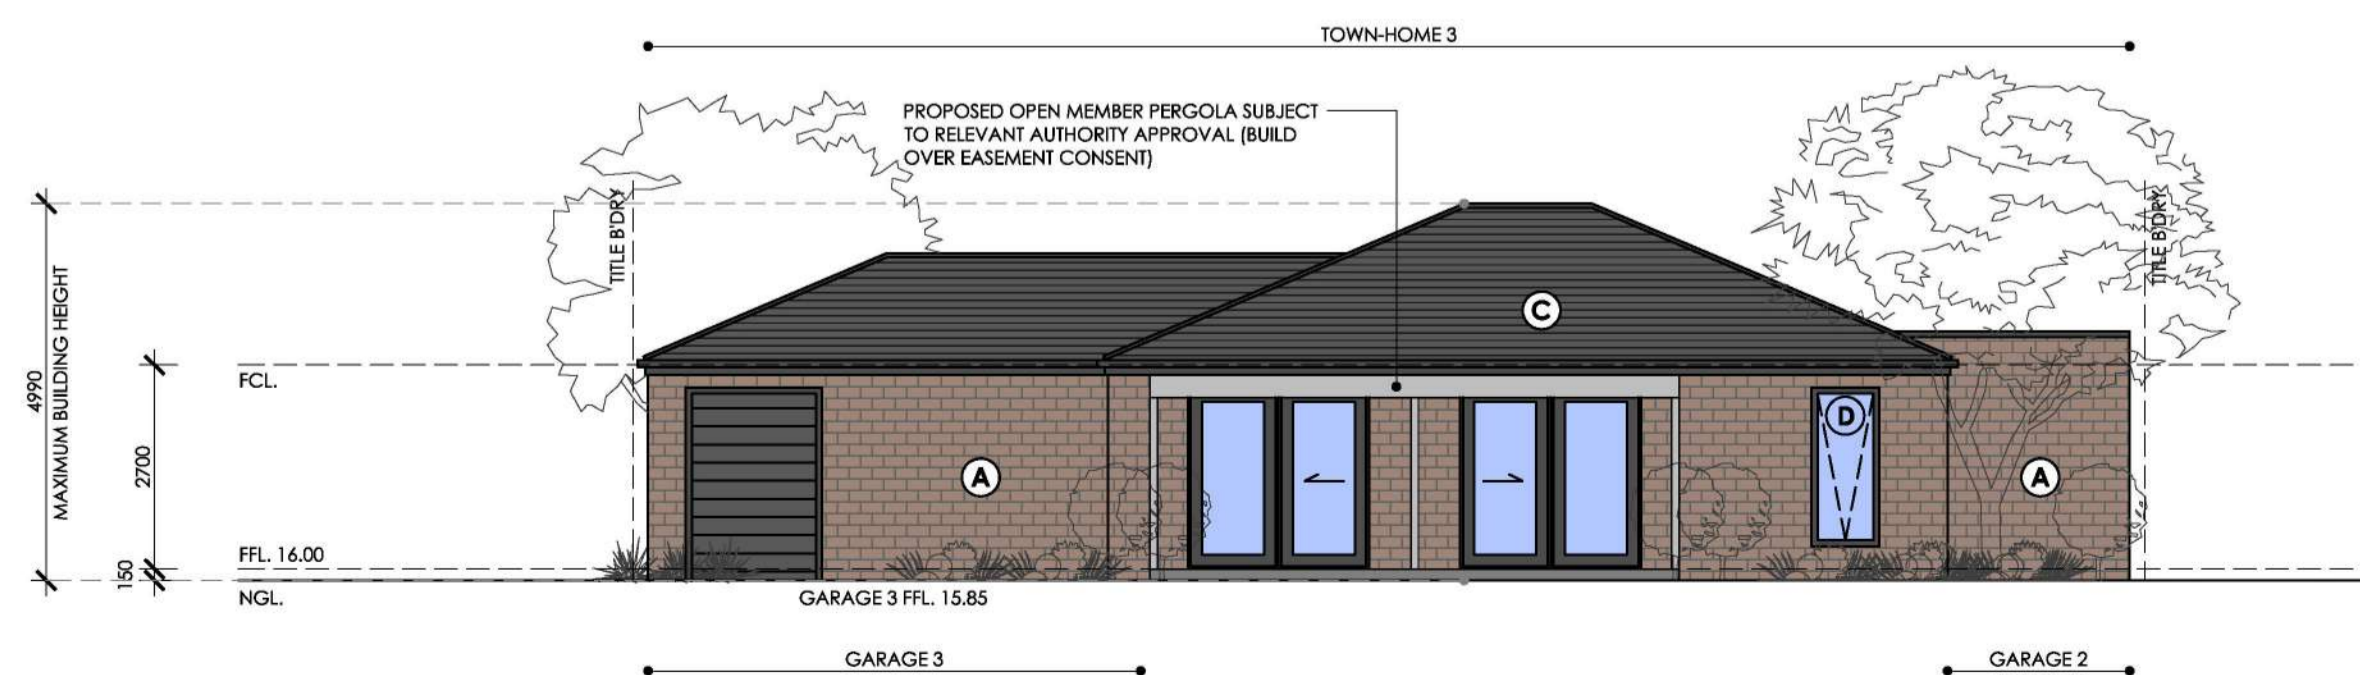 TOWN-HOME 3
PROPOSED OPEN MEMBER PERGOLA SUBJECT
TO RELEVANT AUTHORITY APPROVAL (BUILD
OVER EASEMENT CONSENT)
TITLE B'DRY
TITLE B'DRY
4990
MAXIMUM BUILDING HEIGHT
C
FCL.
2700
D
A
A
FFL. 16.00
150
NGL.
GARAGE 3 FFL. 15.85
GARAGE 3
GARAGE 2